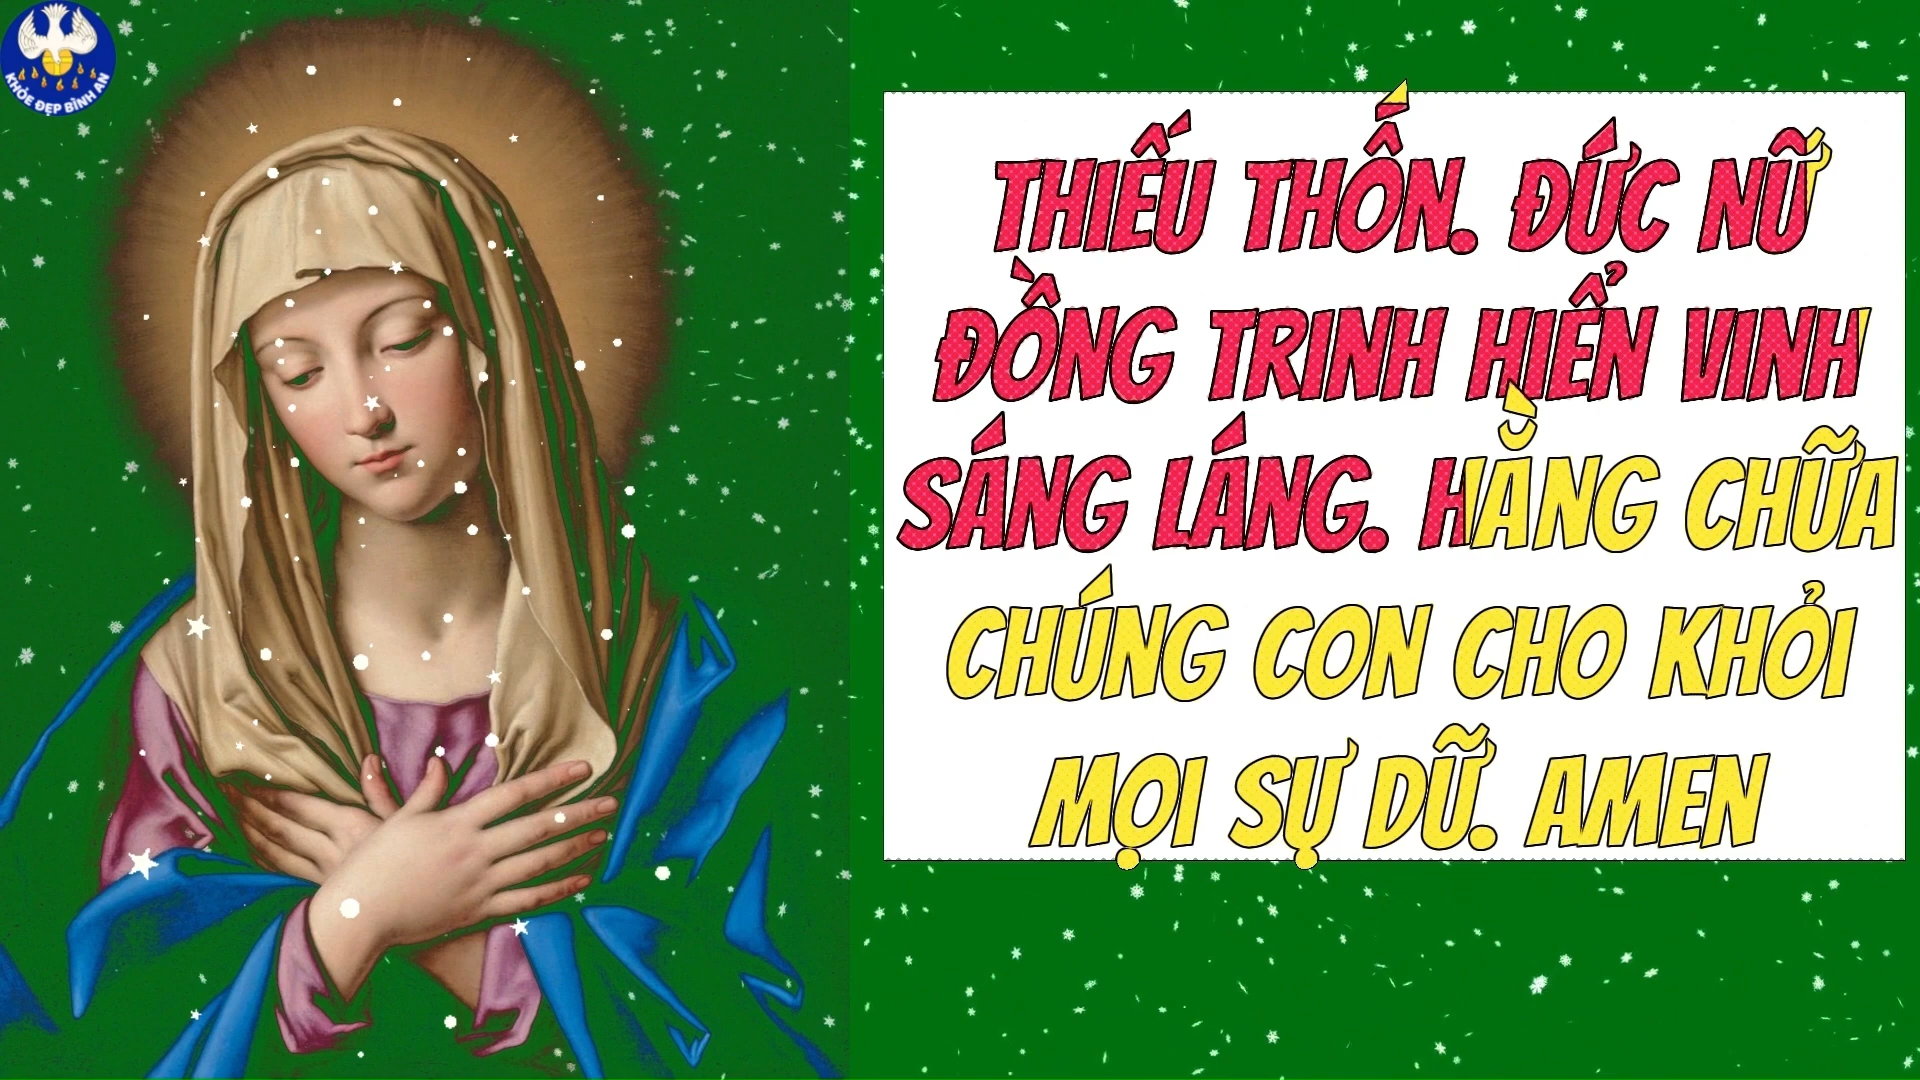 KHỎE ĐẸP BÌNH AN
THIẾU THỐN. ĐỨC NỮ
ĐỒNG TRINH HIỂN VINH
SÁNG LÁNG. HẰNG CHỮA
CHÚNG CON CHO KHỎI
MỌI SỰ DỮ. AMEN